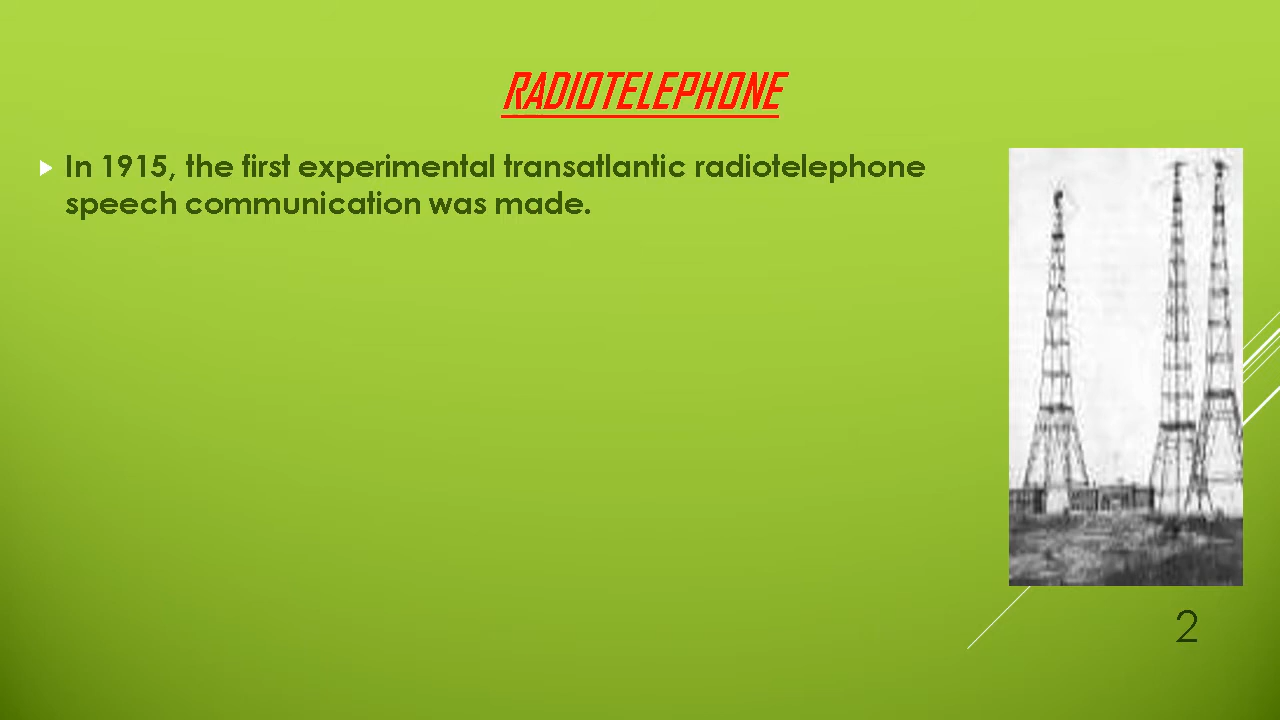 RADIOTELEPHONE
In 1915, the first experimental transatlantic radiotelephone
speech communication was made.
2